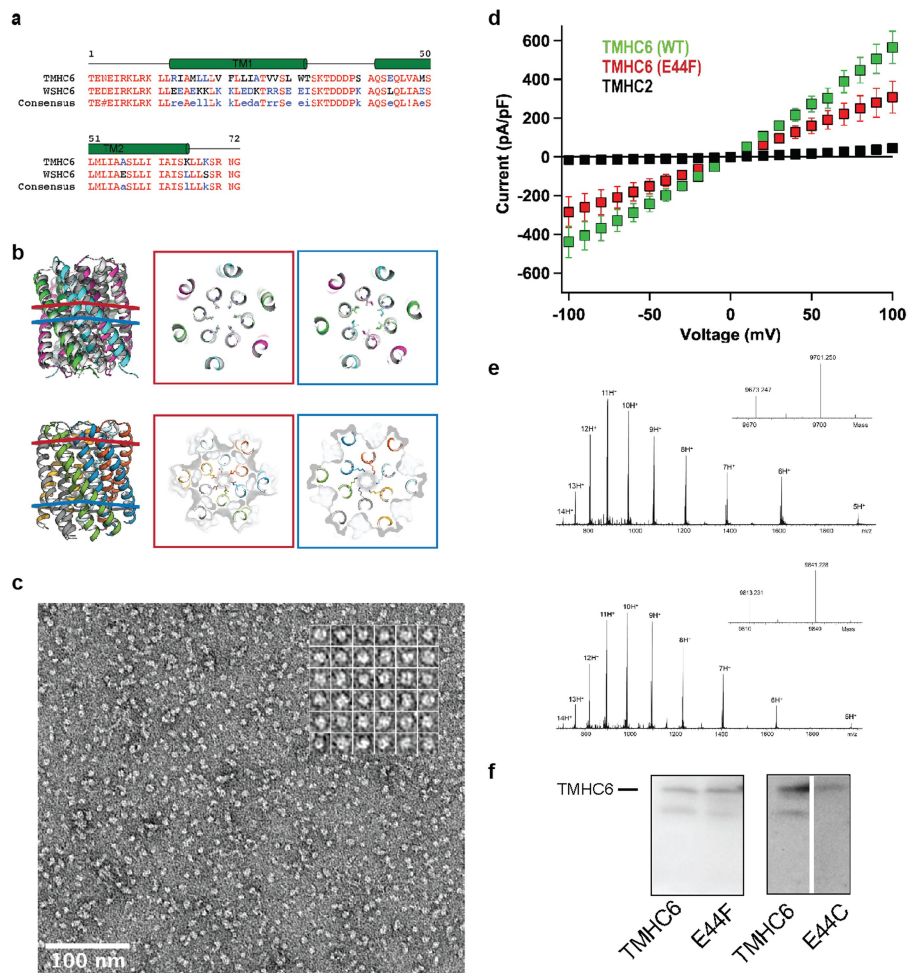 a
1 50
TM1
TMHC6 TENEIRKLRK LLRIAMLLLV FLLIATVVSL WTSKTDDDPS AQSEQLVAMS
WSHC6 TEDEIRKLRK LLEEAEKKLK KLEDKTRRSE EISKTDDDPK AQSLQLIAES
Consensus TE#EIRKLRK LLreAellLk kLedaTrrSe eiSKTDDDPk AQSeQL!AeS
51 72
TM2
TMHC6 LMLIAASLLI IAISKLLKSR NG
WSHC6 LMLIAESLLI IAISLLLSSR NG
Consensus LMLIAaSLLI IAISlLLkSR NG
b
c
100 nm
d
TMHC6 (WT)
TMHC6 (E44F)
TMHC2
Current (pA/pF)
600
400
200
0
-200
-400
-600
-100 -50 0 50 100
Voltage (mV)
e
14H⁺ 13H⁺ 12H⁺ 11H⁺ 10H⁺ 9H⁺ 8H⁺ 7H⁺ 6H⁺ 5H⁺
9673.247 9701.250
9670 9700 Mass
800 1000 1200 1400 1600 1800 m/z
14H⁺ 13H⁺ 12H⁺ 11H⁺ 10H⁺ 9H⁺ 8H⁺ 7H⁺ 6H⁺ 5H⁺
9813.231 9841.228
9810 9840 Mass
800 1000 1200 1400 1600 1800 m/z
f
TMHC6
TMHC6 E44F TMHC6 E44C